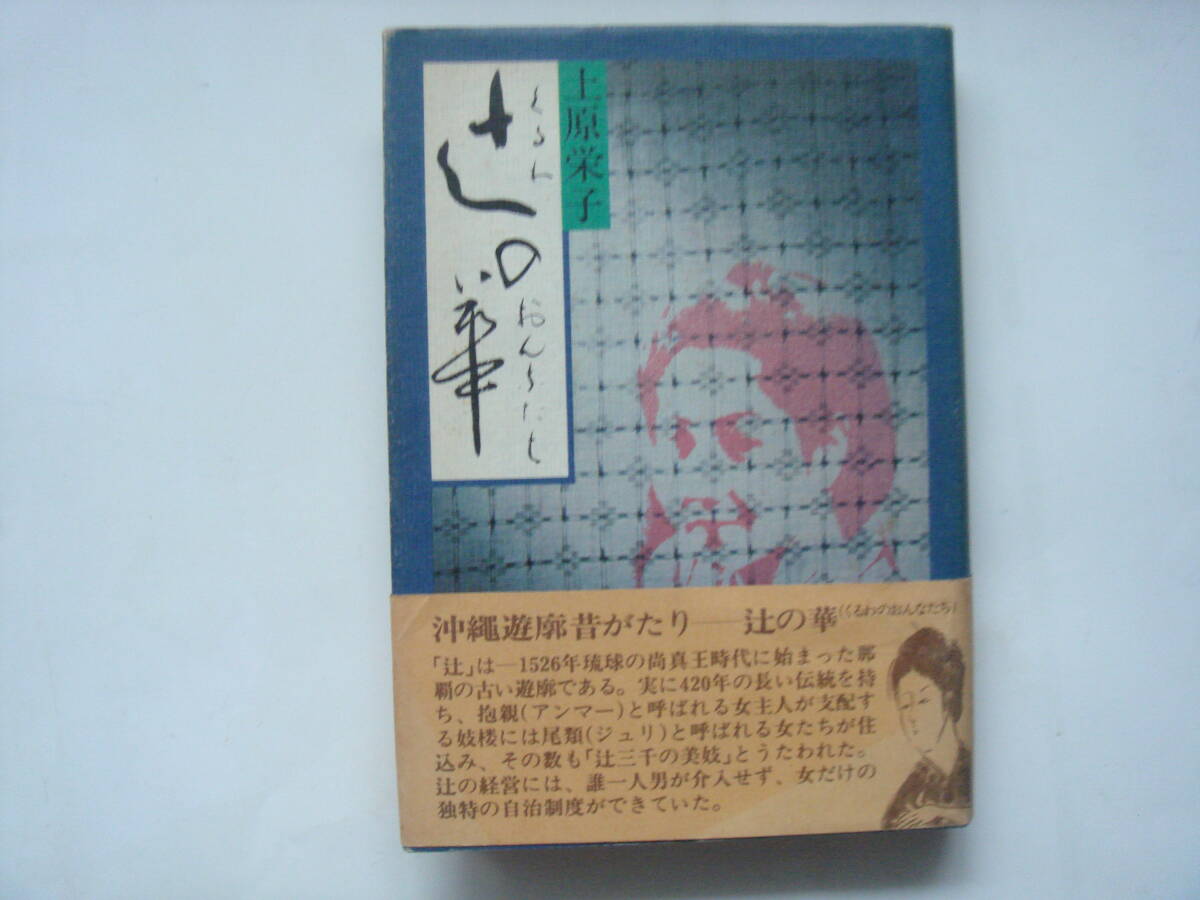 上原栄子
辻の華
くるわ
おんなたち
沖繩遊廓昔がたり――辻の華(くるわのおんなたち)
「辻」は―1526年琉球の尚真王時代に始まった那
覇の古い遊廓である。実に420年の長い伝統を持
ち、抱親(アンマー)と呼ばれる女主人が支配す
る妓楼には尾類(ジュリ)と呼ばれる女たちが住
込み、その数も「辻三千の美妓」とうたわれた。
辻の経営には、誰一人男が介入せず、女だけの
独特の自治制度ができていた。